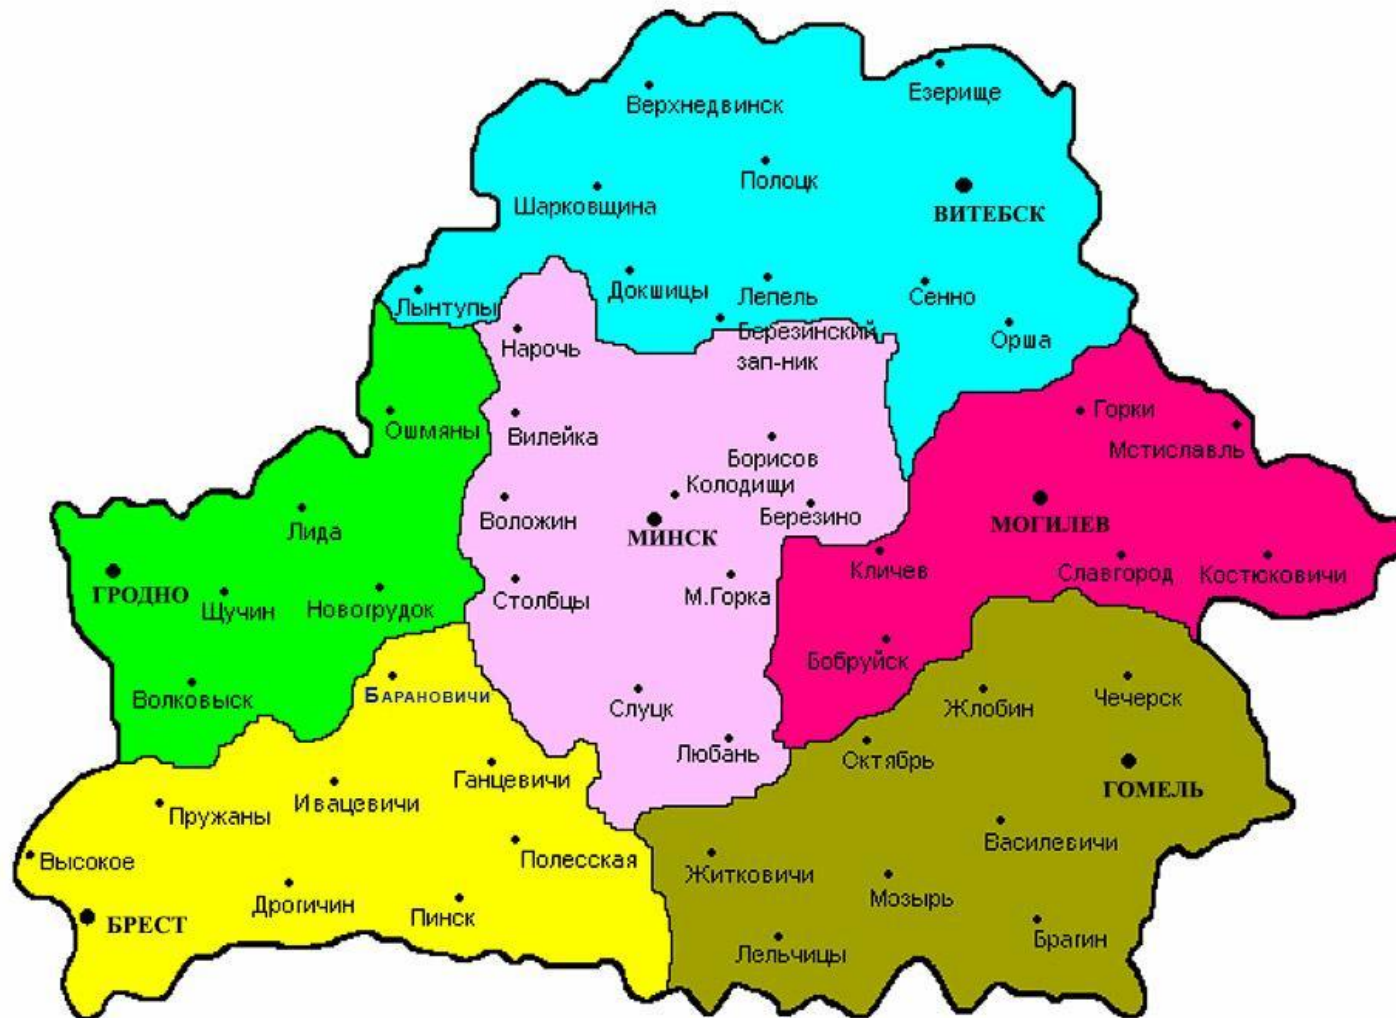 Езерище
Верхнедвинск
Полоцк
Шарковщина
ВИТЕБСК
Докшицы
Лепель
Сенно
Лынтупы
Березинский
зап-ник
Орша
Нарочь
Горки
Ошмяны
Вилейка
Мстиславль
Борисов
Колодищи
Воложин
Березино
МОГИЛЕВ
Лида
МИНСК
Кличев
Славгород
Костюковичи
ГРОДНО
Щучин
Новогрудок
Столбцы
М.Горка
Бобруйск
Волковыск
БАРАНОВИЧИ
Слуцк
Жлобин
Чечерск
Любань
Октябрь
Ганцевичи
ГОМЕЛЬ
Пружаны
Ивацевичи
Василевичи
Высокое
Полесская
Житковичи
Мозырь
Дрогичин
Пинск
БРЕСТ
Брагин
Лельчицы